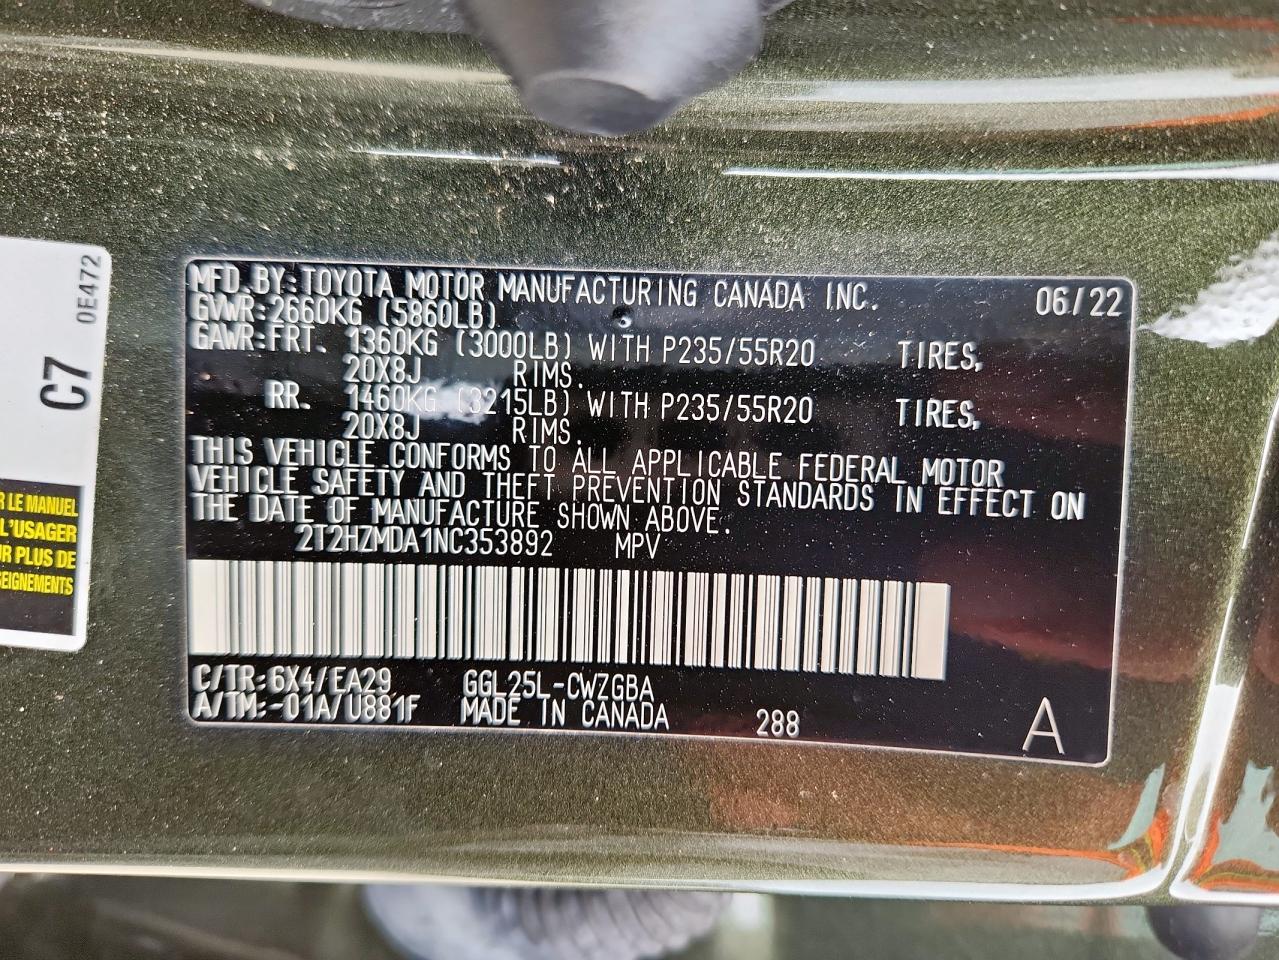 0E472
C7
R LE MANUEL
L'USAGER
UR PLUS DE
SEIGNEMENTS
MFD.BY:TOYOTA MOTOR MANUFACTURING CANADA INC. 06/22
GVWR:2660KG (5860LB)
GAWR:FRT. 1360KG (3000LB) WITH P235/55R20 TIRES,
20X8J RIMS.
RR. 1460KG (3215LB) WITH P235/55R20 TIRES,
20X8J RIMS.
THIS VEHICLE CONFORMS TO ALL APPLICABLE FEDERAL MOTOR
VEHICLE SAFETY AND THEFT PREVENTION STANDARDS IN EFFECT ON
THE DATE OF MANUFACTURE SHOWN ABOVE.
2T2HZMDA1NC353892 MPV
C/TR:6X4/EA29 GGL25L-CWZGBA
A/TM:-01A/U881F MADE IN CANADA 288 A